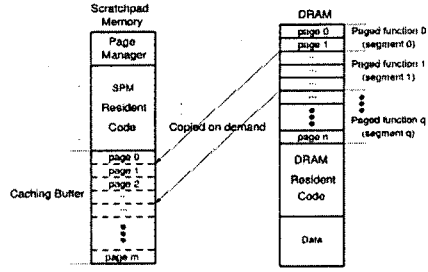 Scratchpad
Memory
Page
Manager
SPM
Resident
Code
page 0
page 1
page 2
...
...
page m
Caching Buffer
Copied on demand
DRAM
page 0
page 1
...
...
...
...
page n
DRAM
Resident
Code
Data
Paged function 0
(segment 0)
Paged function 1
(segment 1)
Paged function q
(segment q)